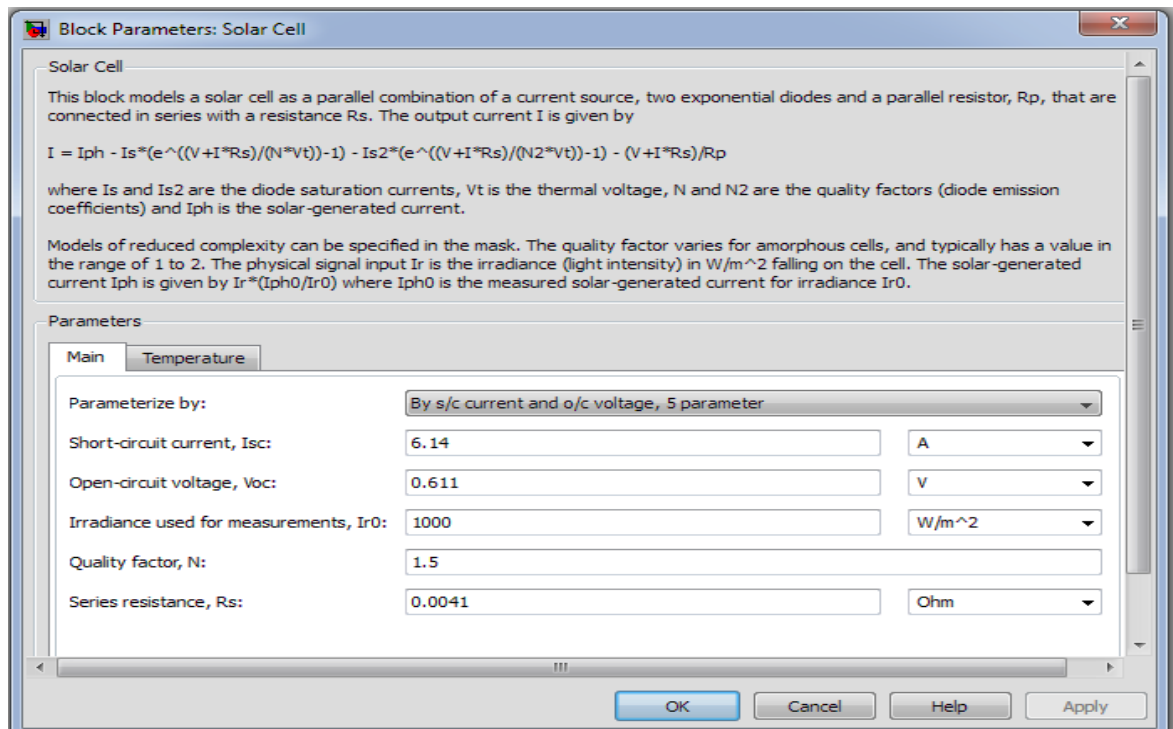 Block Parameters: Solar Cell
Solar Cell
This block models a solar cell as a parallel combination of a current source, two exponential diodes and a parallel resistor, Rp, that are
connected in series with a resistance Rs. The output current I is given by
I = Iph - Is*(e^((V+I*Rs)/(N*Vt))-1) - Is2*(e^((V+I*Rs)/(N2*Vt))-1) - (V+I*Rs)/Rp
where Is and Is2 are the diode saturation currents, Vt is the thermal voltage, N and N2 are the quality factors (diode emission
coefficients) and Iph is the solar-generated current.
Models of reduced complexity can be specified in the mask. The quality factor varies for amorphous cells, and typically has a value in
the range of 1 to 2. The physical signal input Ir is the irradiance (light intensity) in W/m^2 falling on the cell. The solar-generated
current Iph is given by Ir*(Iph0/Ir0) where Iph0 is the measured solar-generated current for irradiance Ir0.
Parameters
Main Temperature
Parameterize by: By s/c current and o/c voltage, 5 parameter
Short-circuit current, Isc: 6.14 A
Open-circuit voltage, Voc: 0.611 V
Irradiance used for measurements, Ir0: 1000 W/m^2
Quality factor, N: 1.5
Series resistance, Rs: 0.0041 Ohm
OK Cancel Help Apply